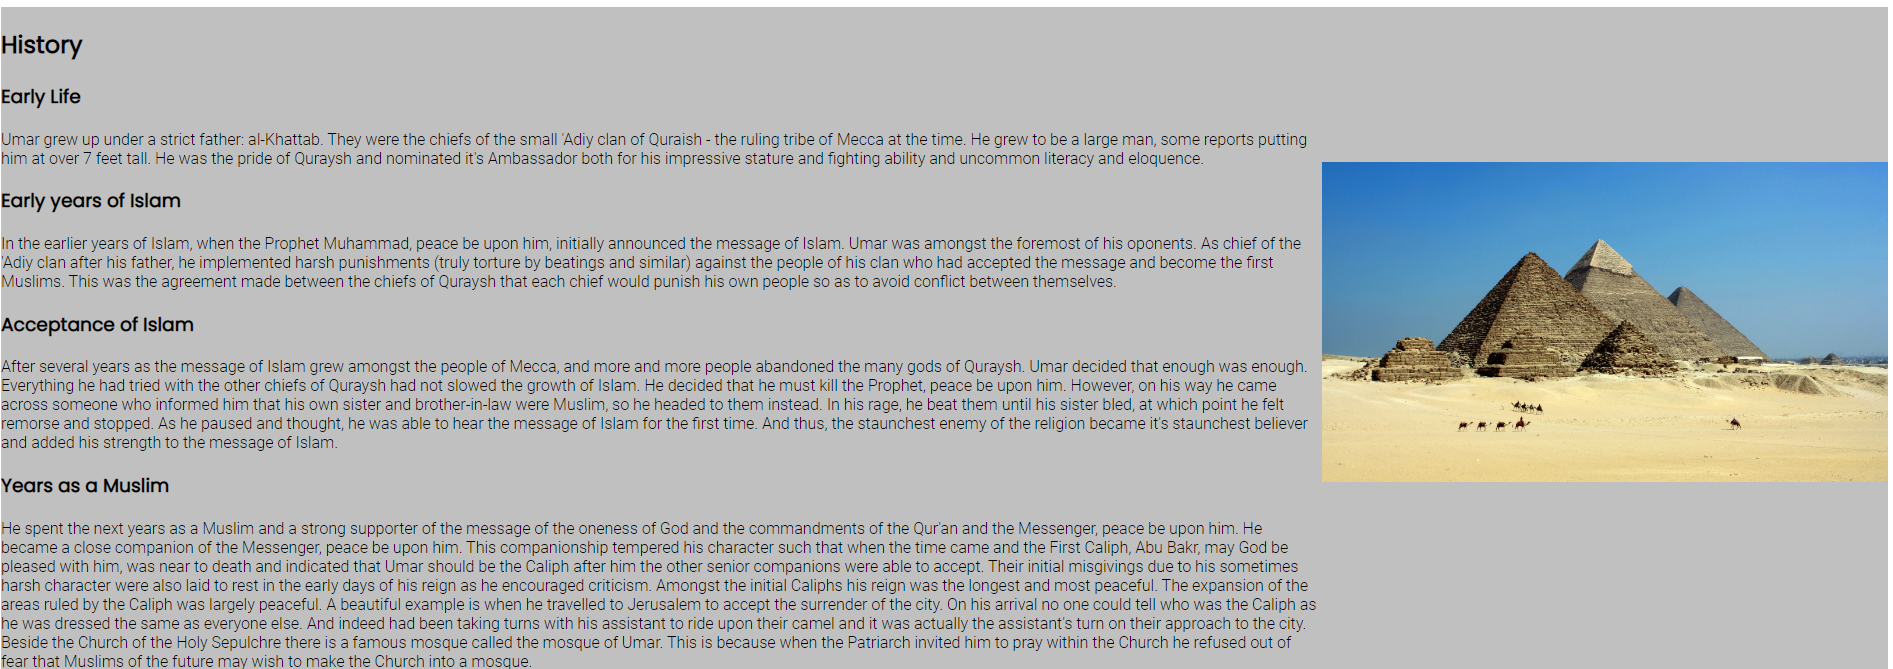 History
Early Life
Umar grew up under a strict father: al-Khattab. They were the chiefs of the small 'Adiy clan of Quraish - the ruling tribe of Mecca at the time. He grew to be a large man, some reports putting
him at over 7 feet tall. He was the pride of Quraysh and nominated it's Ambassador both for his impressive stature and fighting ability and uncommon literacy and eloquence.
Early years of Islam
In the earlier years of Islam, when the Prophet Muhammad, peace be upon him, initially announced the message of Islam. Umar was amongst the foremost of his oponents. As chief of the
'Adiy clan after his father, he implemented harsh punishments (truly torture by beatings and similar) against the people of his clan who had accepted the message and become the first
Muslims. This was the agreement made between the chiefs of Quraysh that each chief would punish his own people so as to avoid conflict between themselves.
Acceptance of Islam
After several years as the message of Islam grew amongst the people of Mecca, and more and more people abandoned the many gods of Quraysh. Umar decided that enough was enough.
Everything he had tried with the other chiefs of Quraysh had not slowed the growth of Islam. He decided that he must kill the Prophet, peace be upon him. However, on his way he came
across someone who informed him that his own sister and brother-in-law were Muslim, so he headed to them instead. In his rage, he beat them until his sister bled, at which point he felt
remorse and stopped. As he paused and thought, he was able to hear the message of Islam for the first time. And thus, the staunchest enemy of the religion became it's staunchest believer
and added his strength to the message of Islam.
Years as a Muslim
He spent the next years as a Muslim and a strong supporter of the message of the oneness of God and the commandments of the Qur'an and the Messenger, peace be upon him. He
became a close companion of the Messenger, peace be upon him. This companionship tempered his character such that when the time came and the First Caliph, Abu Bakr, may God be
pleased with him, was near to death and indicated that Umar should be the Caliph after him the other senior companions were able to accept. Their initial misgivings due to his sometimes
harsh character were also laid to rest in the early days of his reign as he encouraged criticism. Amongst the initial Caliphs his reign was the longest and most peaceful. The expansion of the
areas ruled by the Caliph was largely peaceful. A beautiful example is when he travelled to Jerusalem to accept the surrender of the city. On his arrival no one could tell who was the Caliph as
he was dressed the same as everyone else. And indeed had been taking turns with his assistant to ride upon their camel and it was actually the assistant's turn on their approach to the city.
Beside the Church of the Holy Sepulchre there is a famous mosque called the mosque of Umar. This is because when the Patriarch invited him to pray within the Church he refused out of
fear that Muslims of the future may wish to make the Church into a mosque.